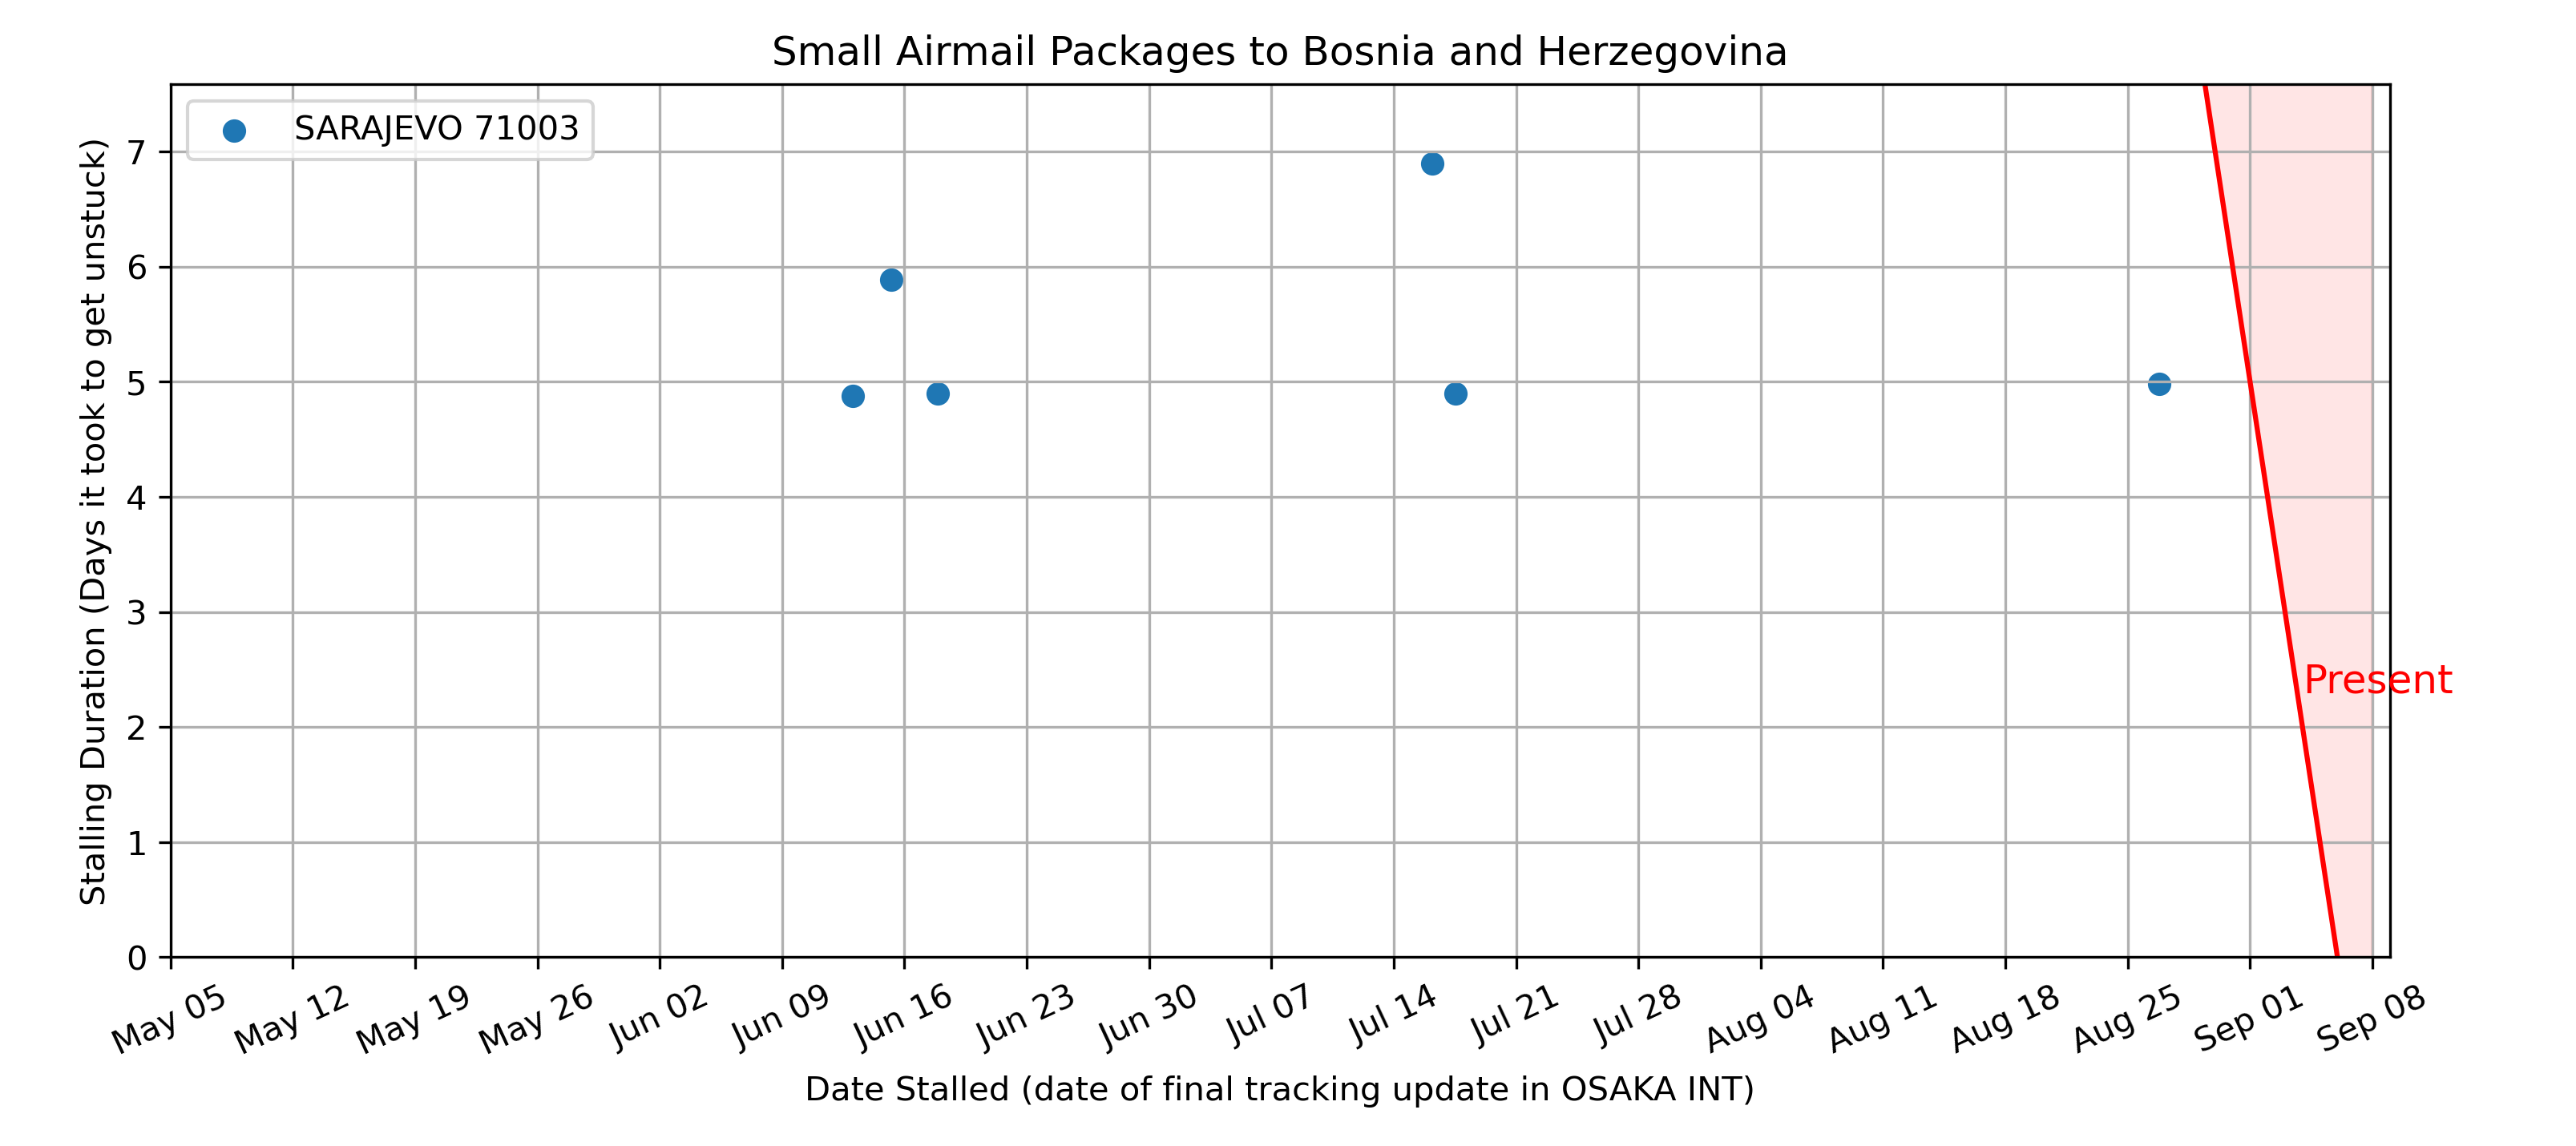 Small Airmail Packages to Bosnia and Herzegovina
SARAJEVO 71003
Stalling Duration (Days it took to get unstuck)
7
6
5
4
3
2
1
0
Present
May 05
May 12
May 19
May 26
Jun 02
Jun 09
Jun 16
Jun 23
Jun 30
Jul 07
Jul 14
Jul 21
Jul 28
Aug 04
Aug 11
Aug 18
Aug 25
Sep 01
Sep 08
Date Stalled (date of final tracking update in OSAKA INT)